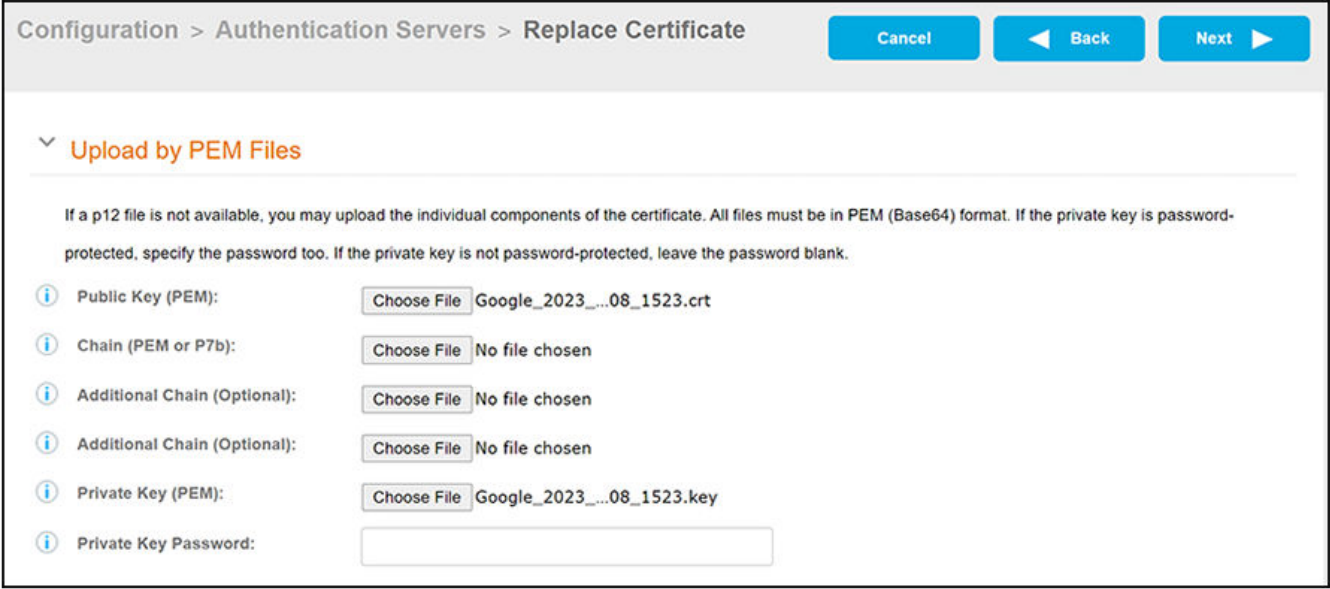 Configuration > Authentication Servers > Replace Certificate
Cancel
Back
Next
Upload by PEM Files
If a p12 file is not available, you may upload the individual components of the certificate. All files must be in PEM (Base64) format. If the private key is password-
protected, specify the password too. If the private key is not password-protected, leave the password blank.
Public Key (PEM): Choose File Google_2023_...08_1523.crt
Chain (PEM or P7b): Choose File No file chosen
Additional Chain (Optional): Choose File No file chosen
Additional Chain (Optional): Choose File No file chosen
Private Key (PEM): Choose File Google_2023_...08_1523.key
Private Key Password: